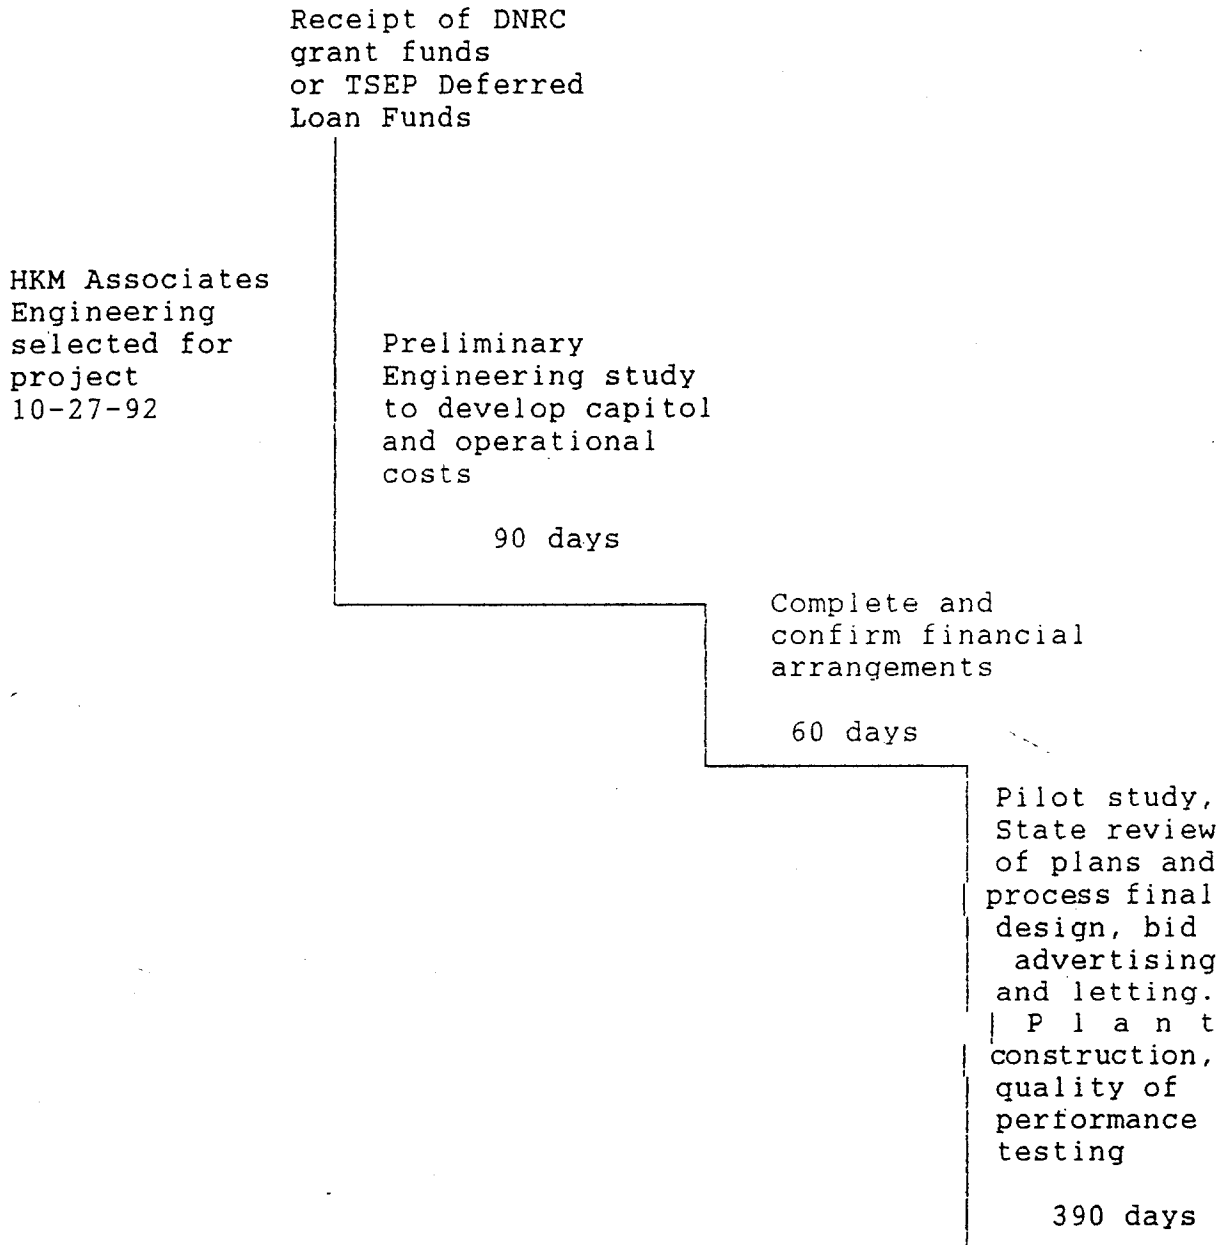 Receipt of DNRC
grant funds
or TSEP Deferred
Loan Funds
HKM Associates
Engineering
selected for
project
10-27-92
Preliminary
Engineering study
to develop capitol
and operational
costs
90 days
Complete and
confirm financial
arrangements
60 days
Pilot study,
State review
of plans and
process final
design, bid
advertising
and letting.
P l a n t
construction,
quality of
performance
testing
390 days